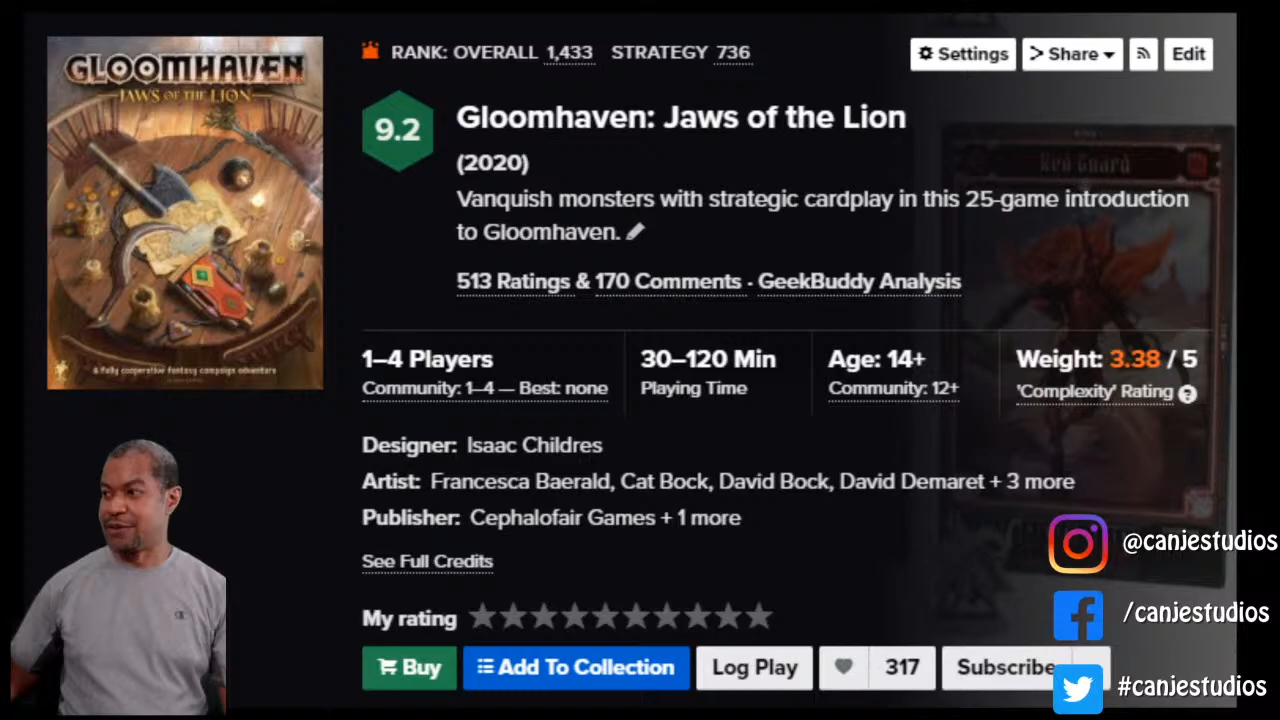 GLOOMHAVEN
JAWS OF THE LION
A fully cooperative fantasy campaign adventure
RANK: OVERALL 1,433 STRATEGY 736
Settings
Share
Edit
9.2
Gloomhaven: Jaws of the Lion
(2020)
Vanquish monsters with strategic cardplay in this 25-game introduction
to Gloomhaven.
513 Ratings & 170 Comments · GeekBuddy Analysis
1–4 Players
30–120 Min
Age: 14+
Weight: 3.38 / 5
Community: 1–4 — Best: none
Playing Time
Community: 12+
'Complexity' Rating ?
Red Guard
Designer: Isaac Childres
Artist: Francesca Baerald, Cat Bock, David Bock, David Demaret + 3 more
Publisher: Cephalofair Games + 1 more
See Full Credits
My rating
Buy
Add To Collection
Log Play
317
Subscribe
@canjestudios
/canjestudios
#canjestudios